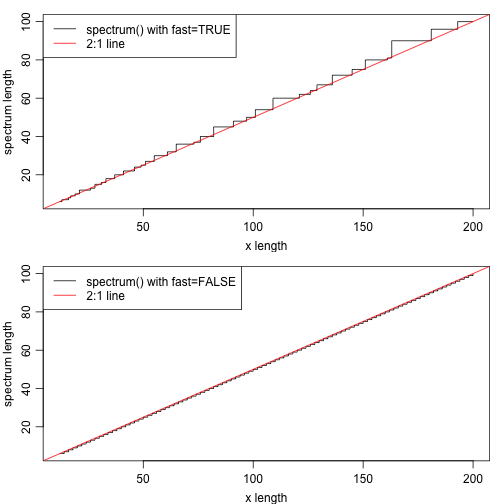 spectrum() with fast=TRUE
2:1 line
spectrum length
20
40
60
80
100
50
100
150
200
x length
spectrum() with fast=FALSE
2:1 line
spectrum length
20
40
60
80
100
50
100
150
200
x length